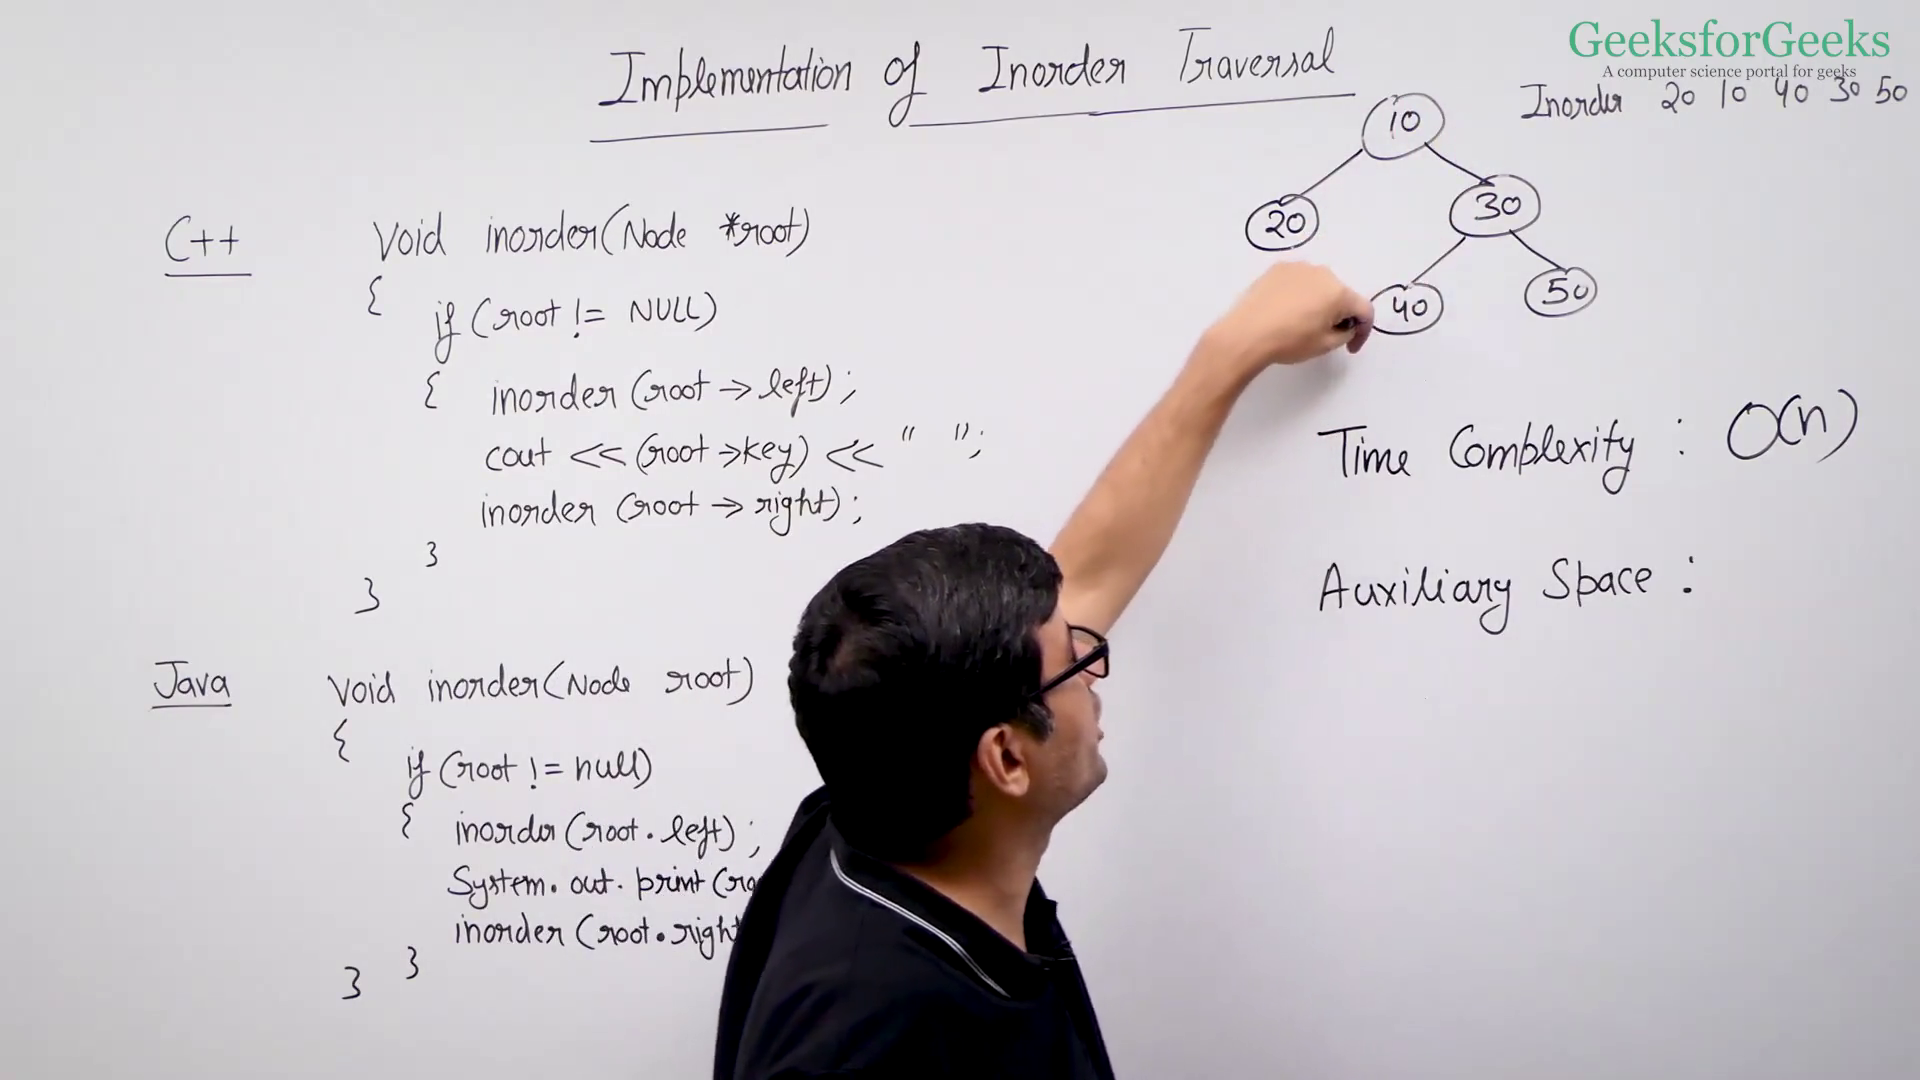 GeeksforGeeks
A computer science portal for geeks
Implementation of Inorder Traversal
Inorder 20 10 40 30 50
10
20
30
40
50
C++
Void inorder(Node *root)
{
if (root != NULL)
{ inorder (root → left);
cout << (root →key) << " ";
inorder (root → right);
}
}
Time Complexity : O(n)
Auxiliary Space :
Java
Void inorder(Node root)
{
if (root != null)
{ inorder (root . left);
System. out. print (
inorder (root . right
}
}